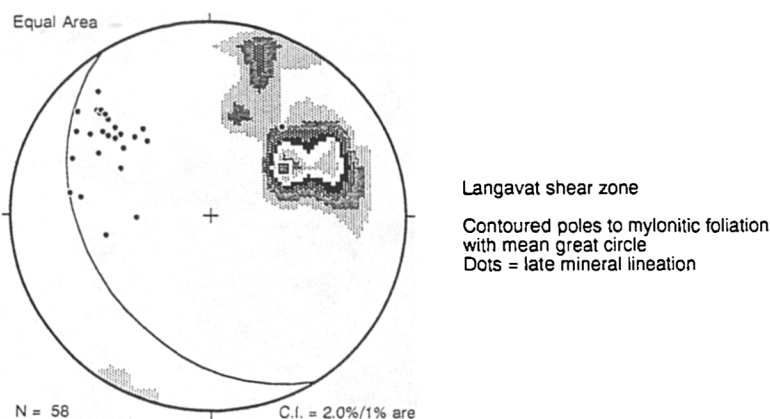 Equal Area
Langavat shear zone
Contoured poles to mylonitic foliation
with mean great circle
Dots = late mineral lineation
N = 58
C.I. = 2.0%/1% are